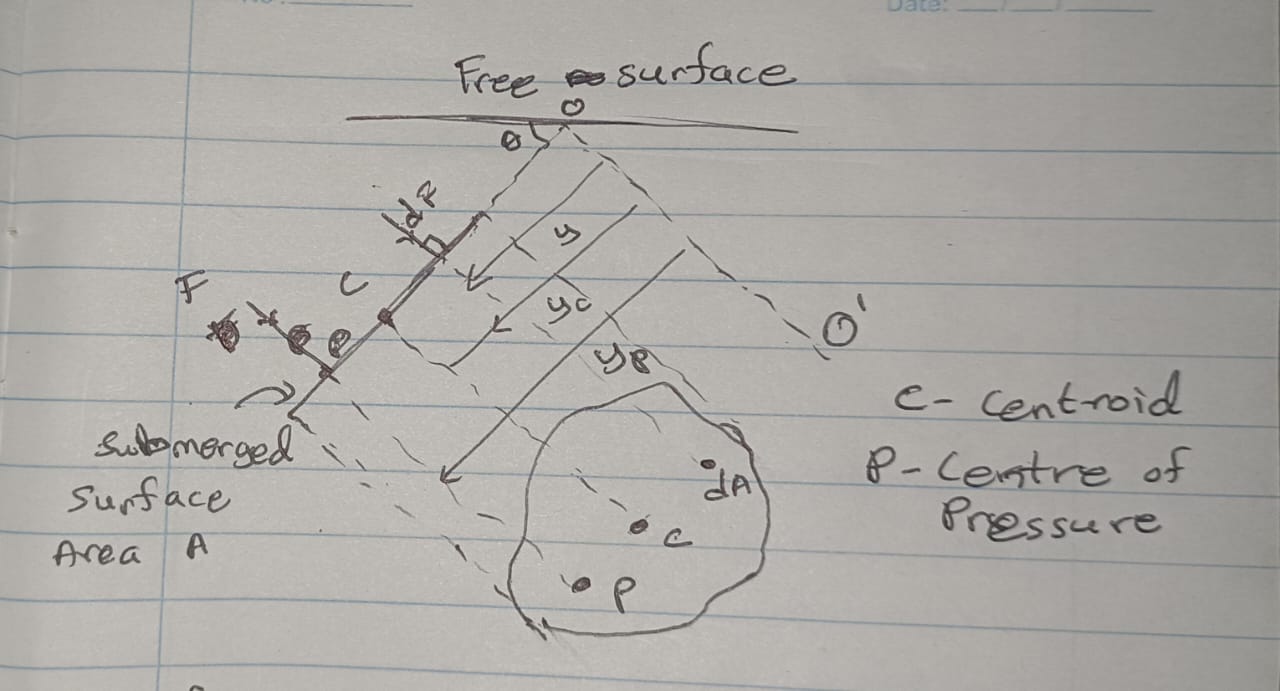 Date:
Free surface
O
θ
dF
y
F
C
yc
O'
P
yp
C - Centroid
P - Centre of
Pressure
Submerged
Surface
Area A
dA
C
P